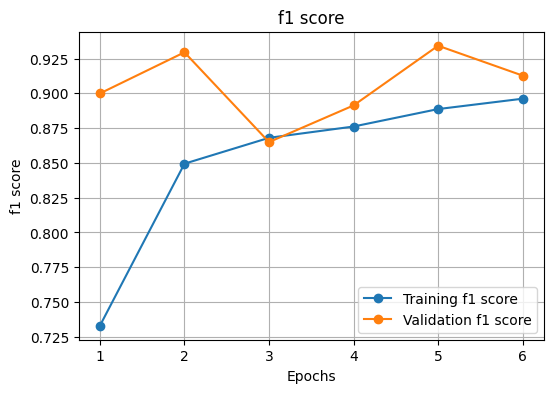 f1 score
f1 score
0.925
0.900
0.875
0.850
0.825
0.800
0.775
0.750
0.725
Training f1 score
Validation f1 score
1 2 3 4 5 6
Epochs